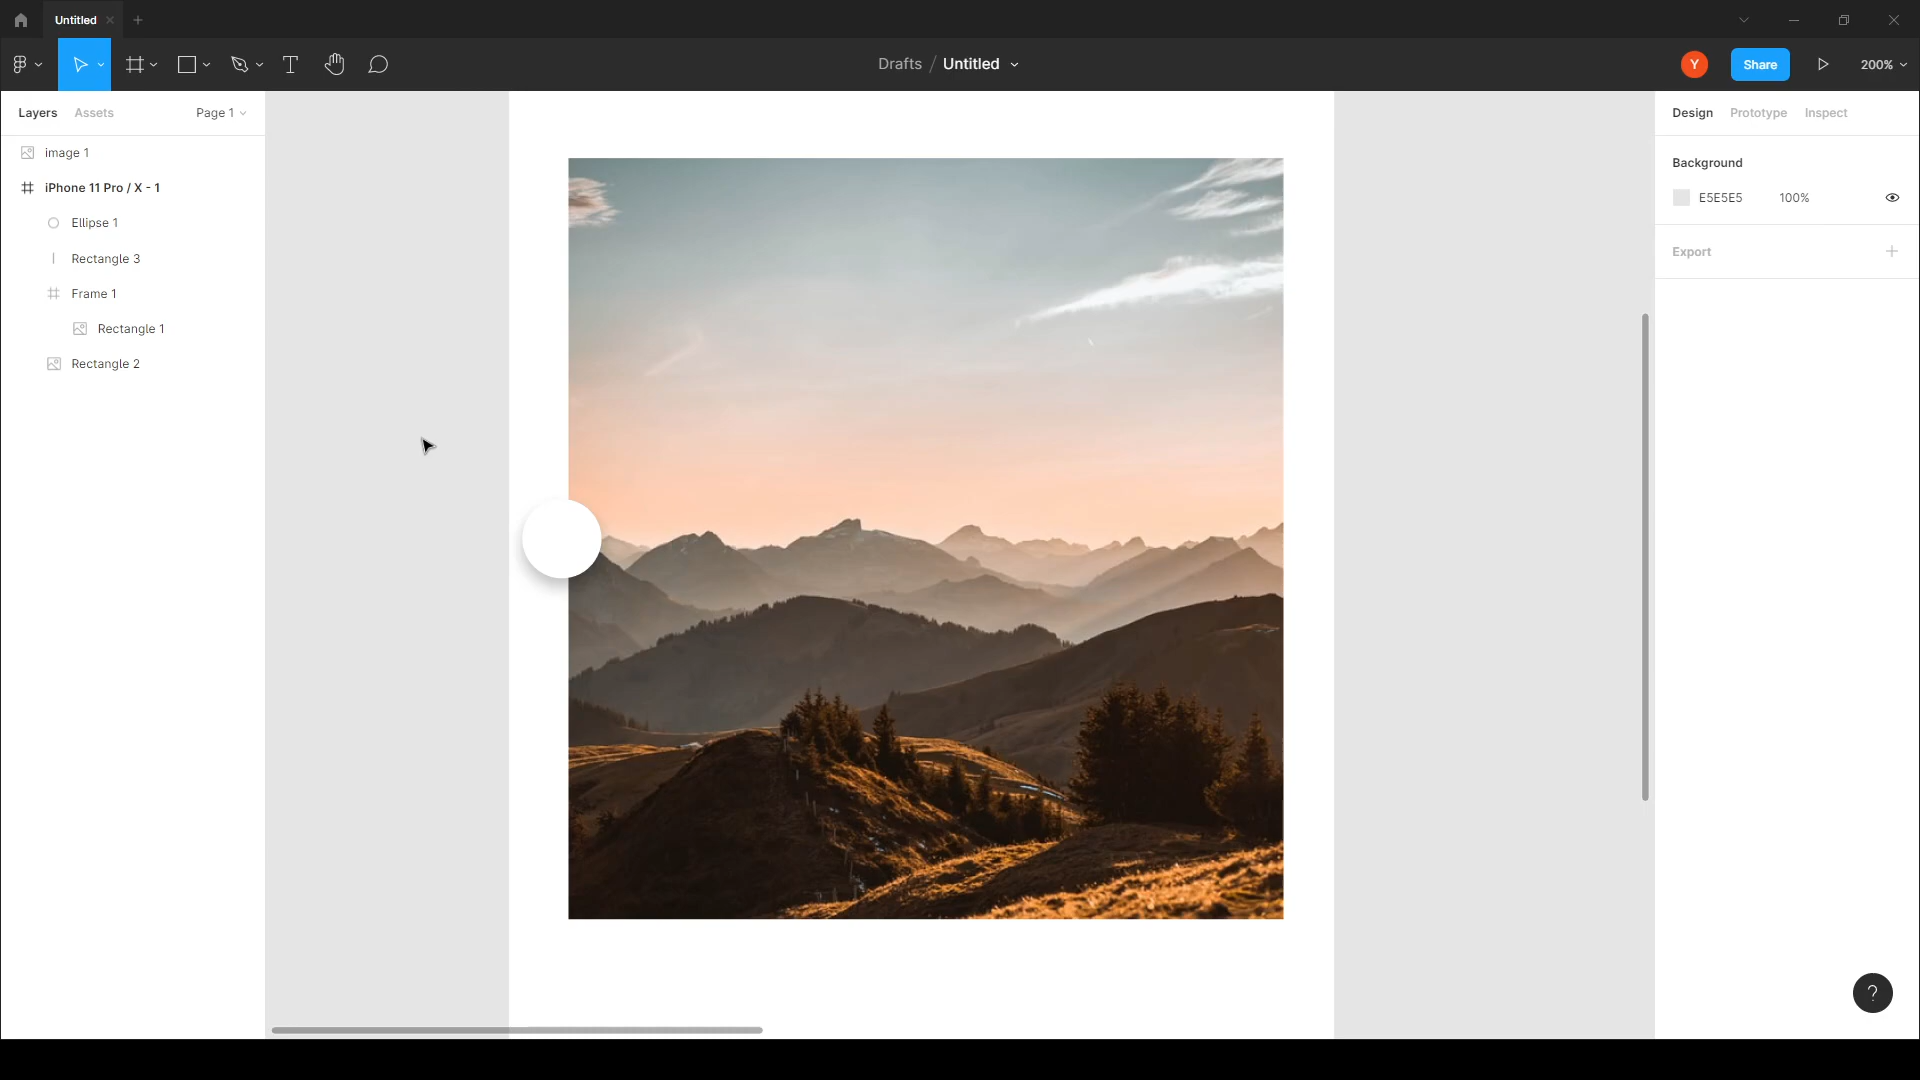 Untitled
Drafts / Untitled
Y
Share
200%
Layers
Assets
Page 1
image 1
iPhone 11 Pro / X - 1
Ellipse 1
Rectangle 3
Frame 1
Rectangle 1
Rectangle 2
Design
Prototype
Inspect
Background
E5E5E5
100%
Export
?